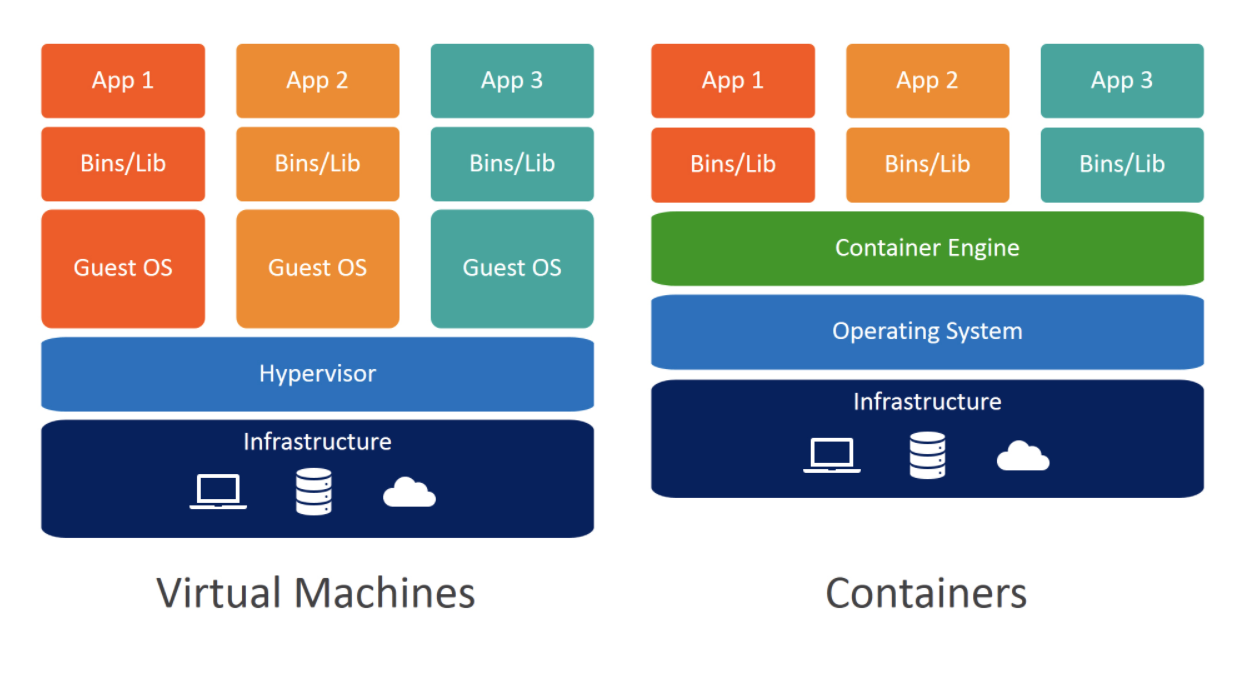 App 1
App 2
App 3
Bins/Lib
Bins/Lib
Bins/Lib
Guest OS
Guest OS
Guest OS
Hypervisor
Infrastructure
Virtual Machines
App 1
App 2
App 3
Bins/Lib
Bins/Lib
Bins/Lib
Container Engine
Operating System
Infrastructure
Containers